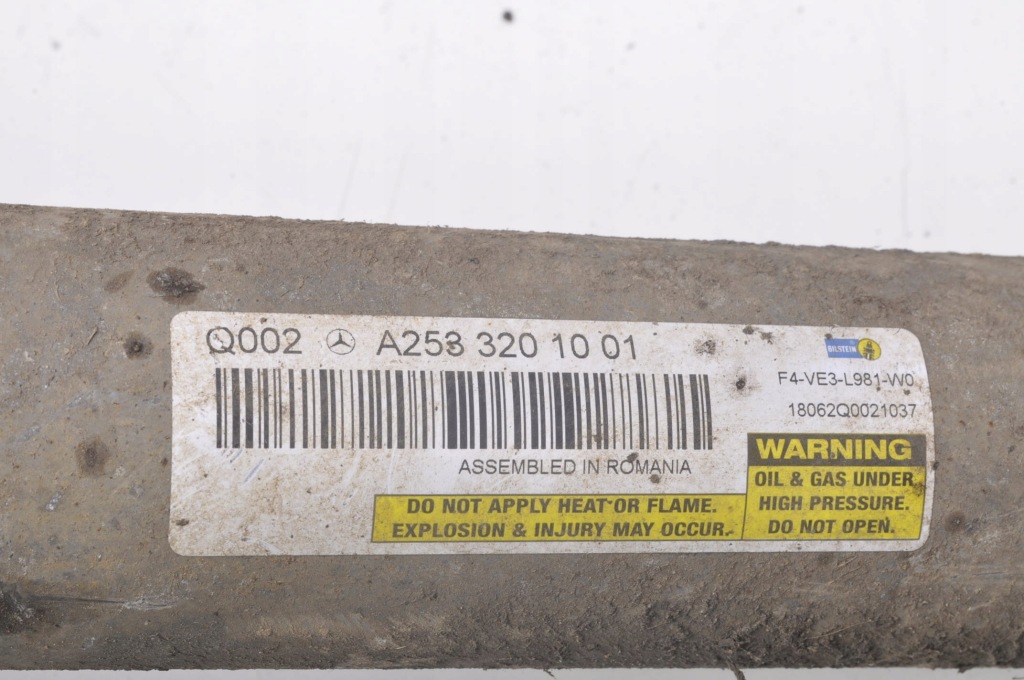 Q002 A253 320 10 01
BILSTEIN
F4-VE3-L981-W0
18062Q0021037
ASSEMBLED IN ROMANIA
DO NOT APPLY HEAT OR FLAME.
EXPLOSION & INJURY MAY OCCUR.
WARNING
OIL & GAS UNDER
HIGH PRESSURE.
DO NOT OPEN.